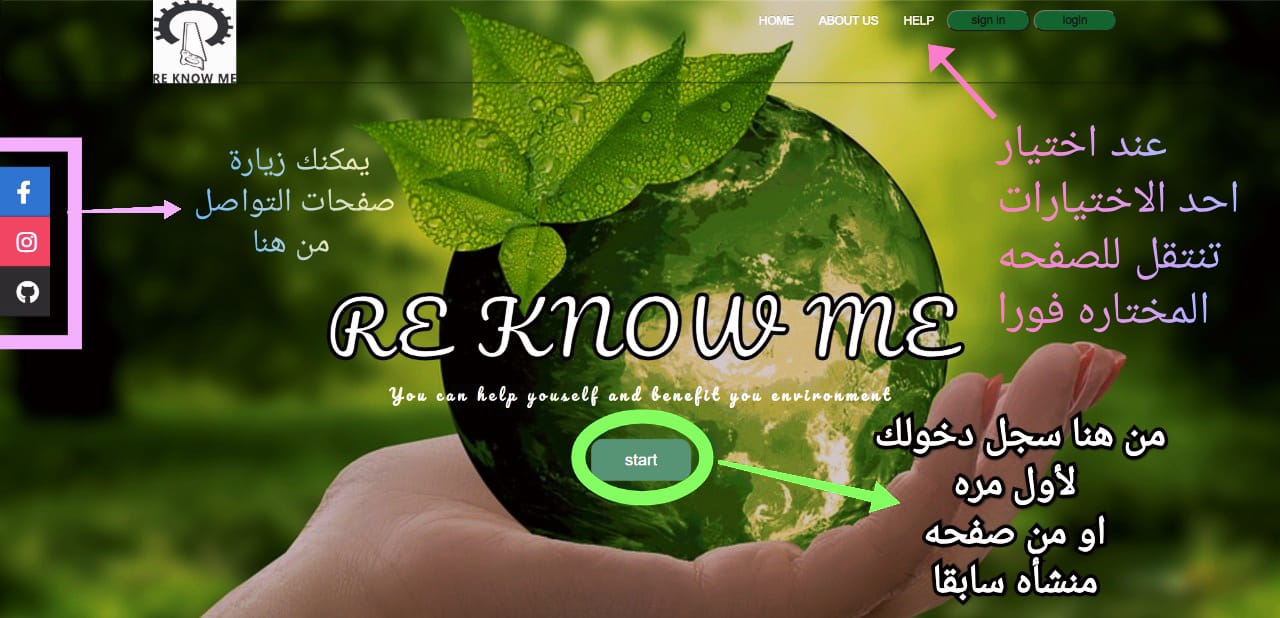 RE KNOW ME
HOME ABOUT US HELP sign in login
عند اختيار
احد الاختيارات
تنتقل للصفحه
المختاره فورا
يمكنك زيارة
صفحات التواصل
من هنا
RE KNOW ME
You can help youself and benefit you environment
start
من هنا سجل دخولك
لأول مره
او من صفحه
منشأه سابقا